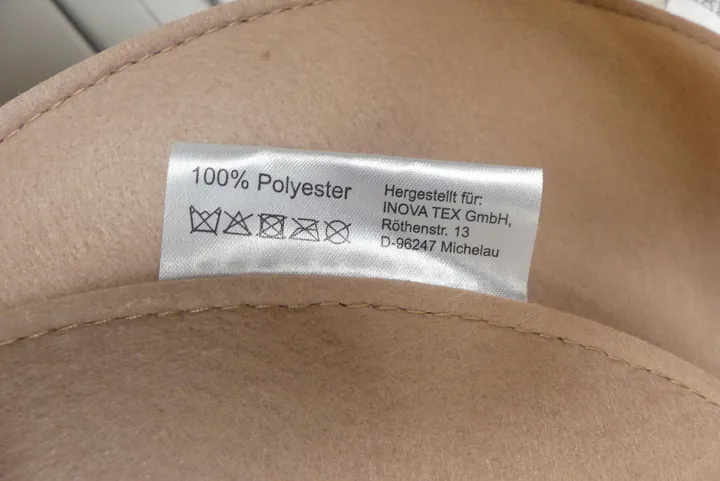 100% Polyester
Hergestellt für:
INOVA TEX GmbH,
Röthenstr. 13
D-96247 Michelau